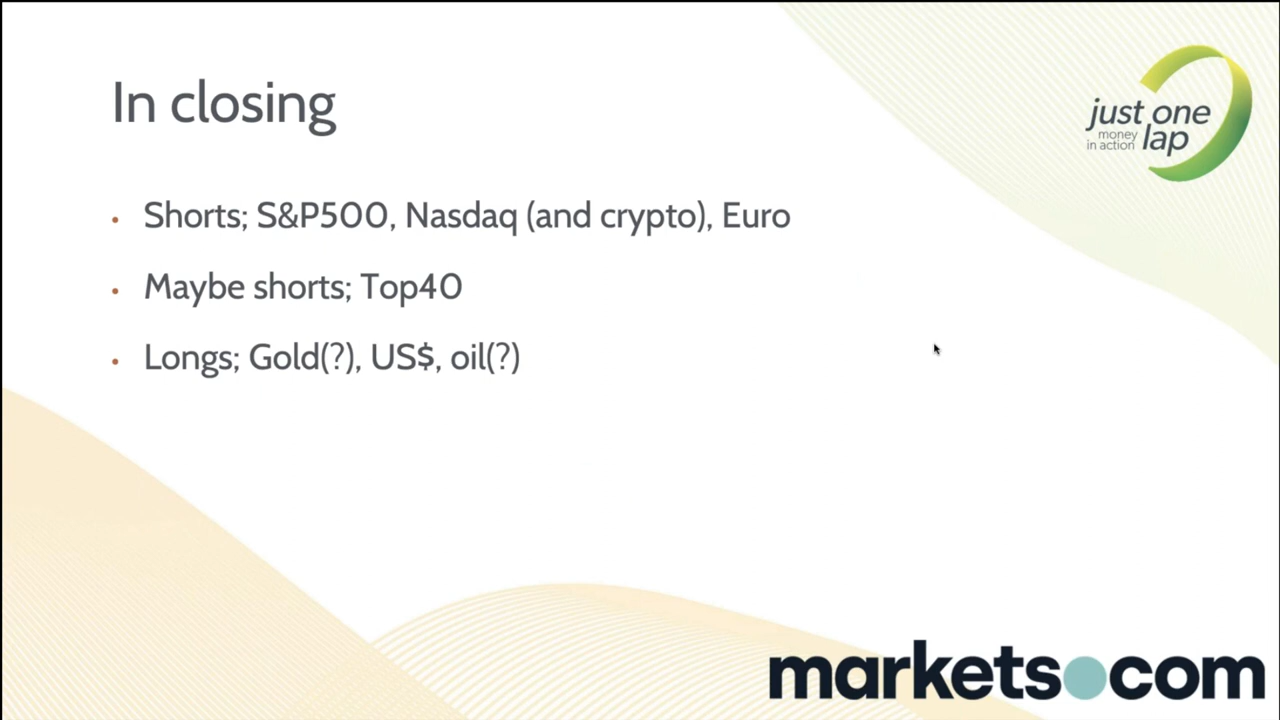 In closing
just one
money
in action lap
• Shorts; S&P500, Nasdaq (and crypto), Euro
• Maybe shorts; Top40
• Longs; Gold(?), US$, oil(?)
markets.com